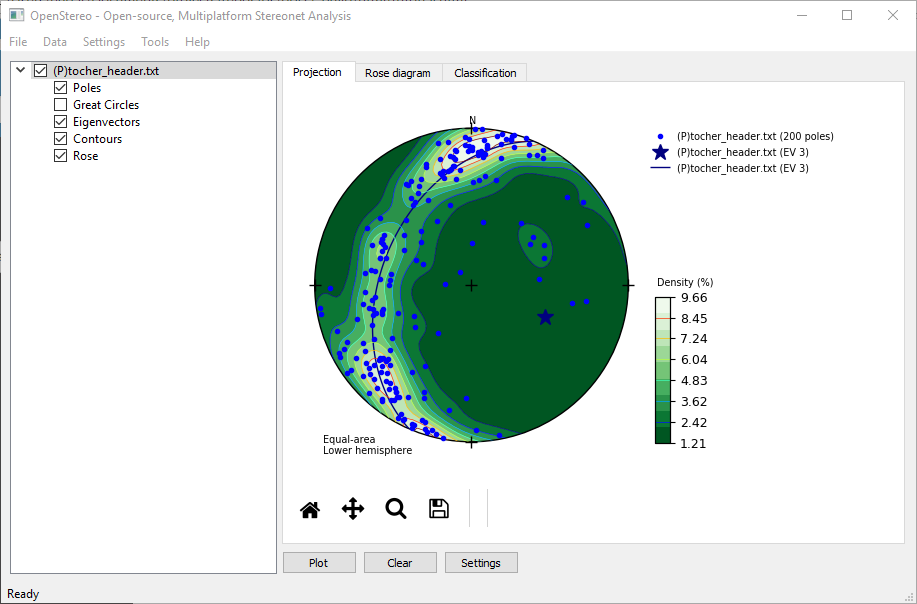 OpenStereo - Open-source, Multiplatform Stereonet Analysis
File Data Settings Tools Help
(P)tocher_header.txt
Poles
Great Circles
Eigenvectors
Contours
Rose
Projection Rose diagram Classification
N
(P)tocher_header.txt (200 poles)
(P)tocher_header.txt (EV 3)
(P)tocher_header.txt (EV 3)
Density (%)
9.66
8.45
7.24
6.04
4.83
3.62
2.42
1.21
Equal-area
Lower hemisphere
Plot Clear Settings
Ready